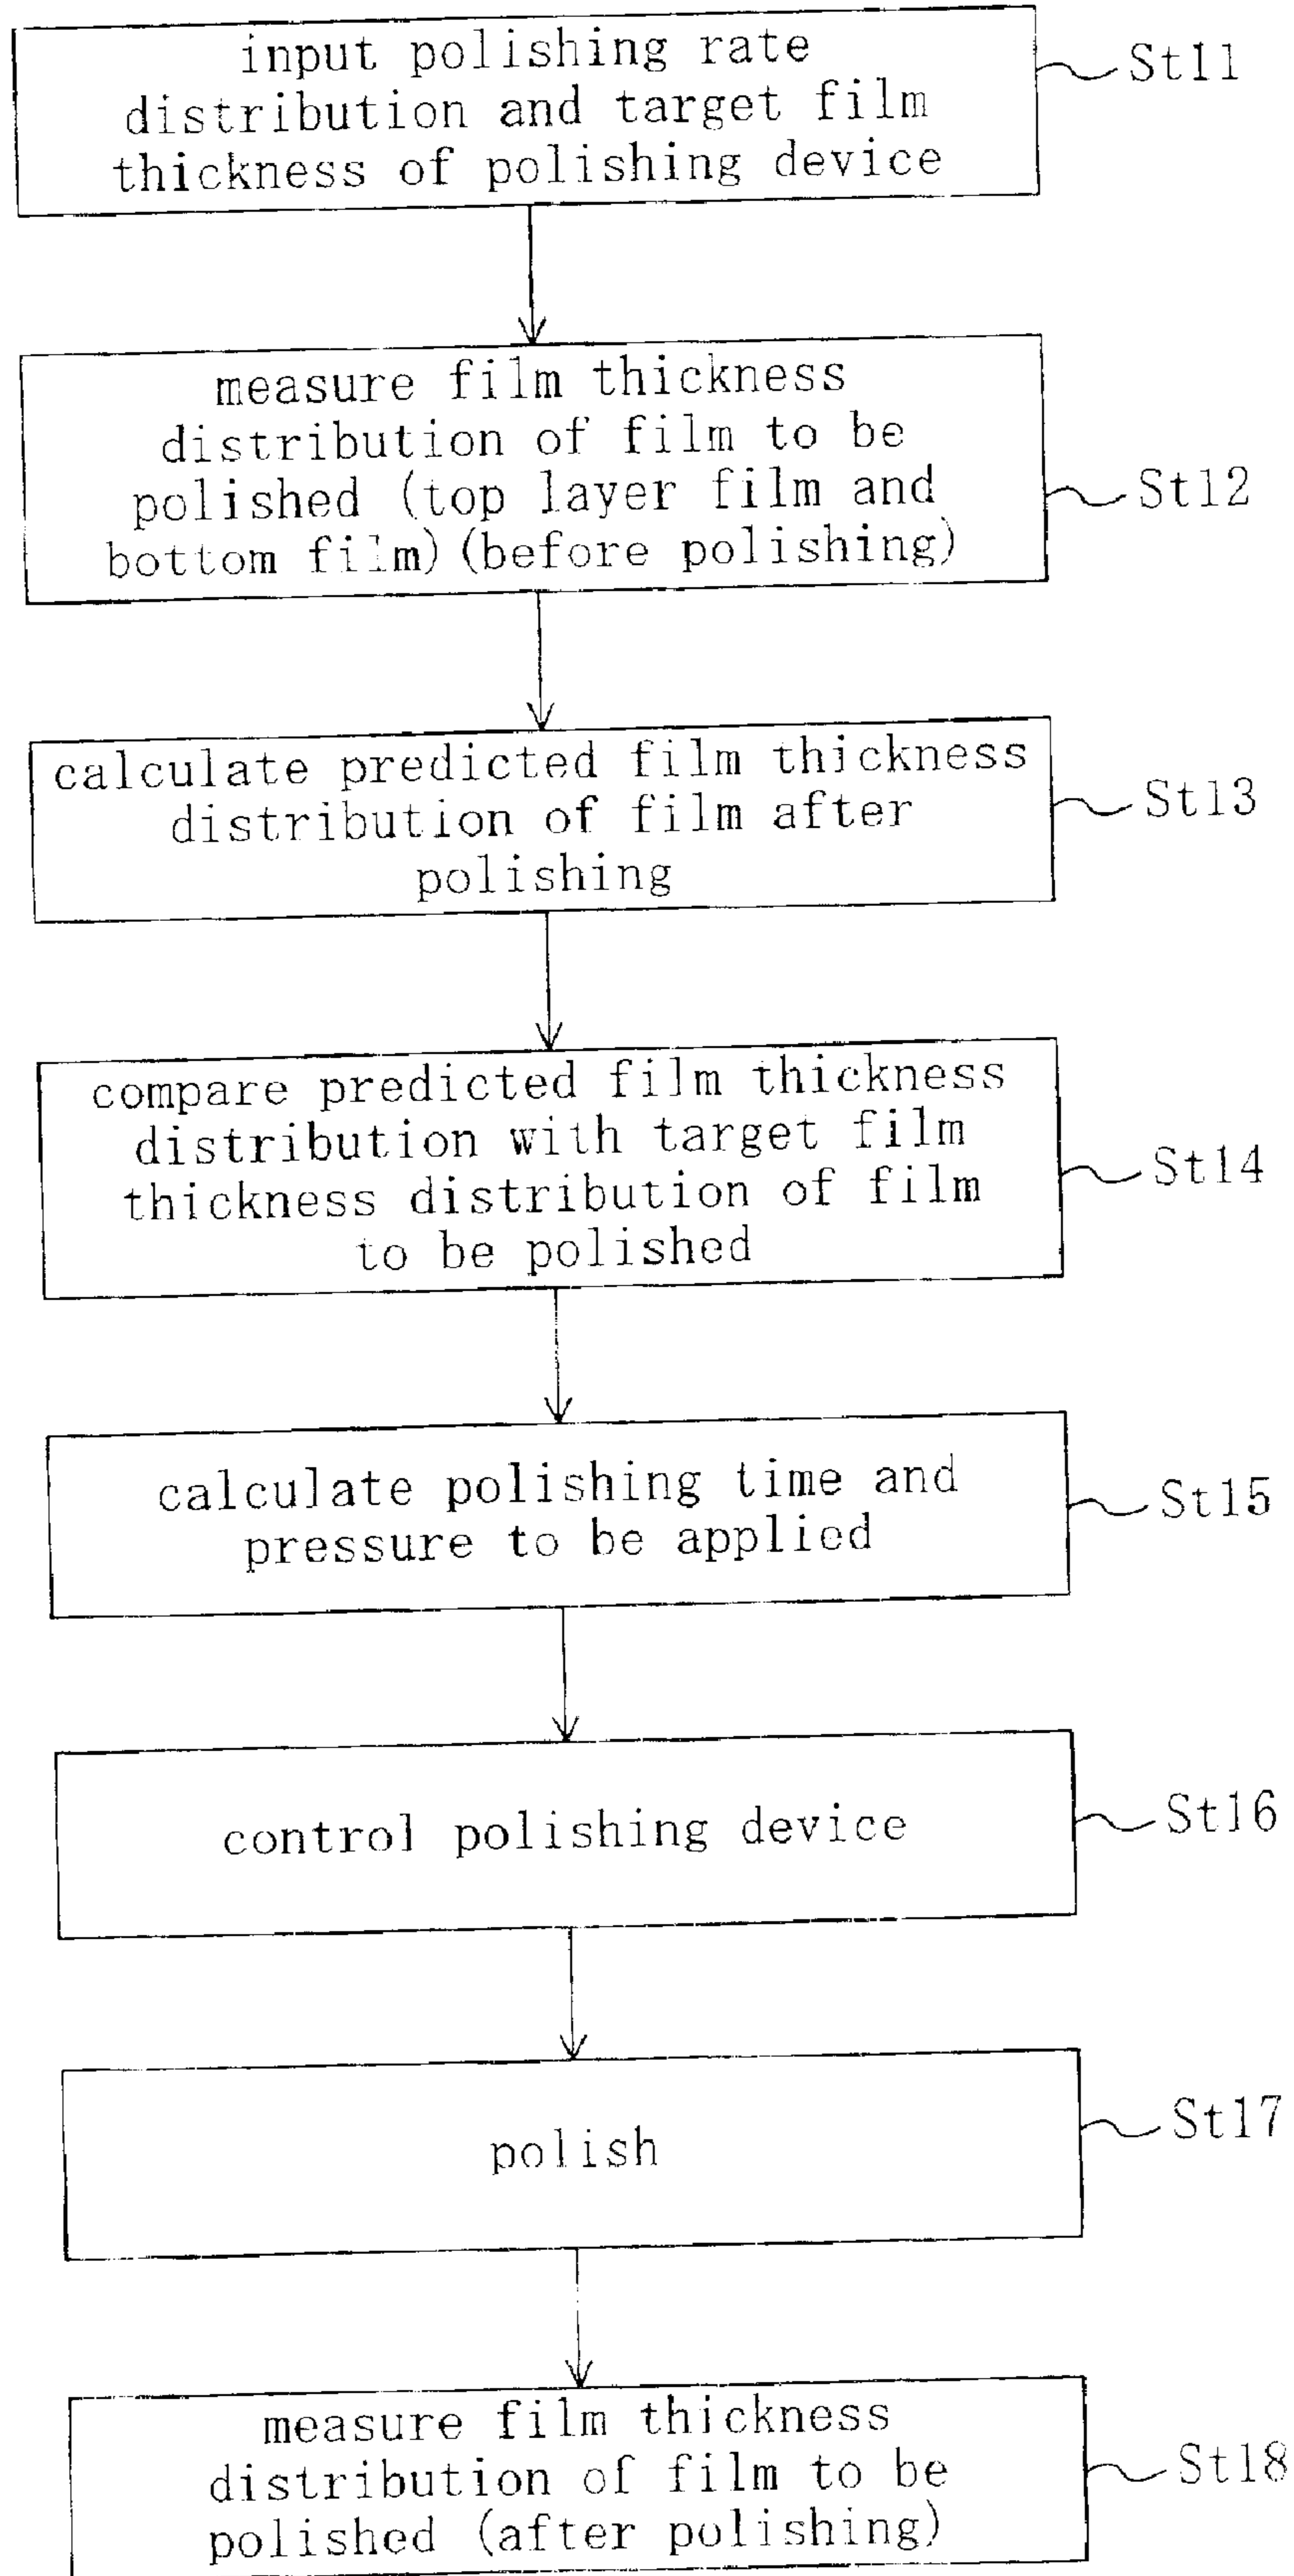 input polishing rate
distribution and target film
thickness of polishing device
St11
measure film thickness
distribution of film to be
polished (top layer film and
bottom film) (before polishing)
St12
calculate predicted film thickness
distribution of film after
polishing
St13
compare predicted film thickness
distribution with target film
thickness distribution of film
to be polished
St14
calculate polishing time and
pressure to be applied
St15
control polishing device
St16
polish
St17
measure film thickness
distribution of film to be
polished (after polishing)
St18